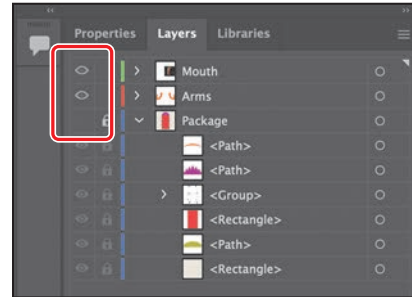 Properties Layers Libraries
Mouth
Arms
Package
<Path>
<Path>
<Group>
<Rectangle>
<Path>
<Rectangle>